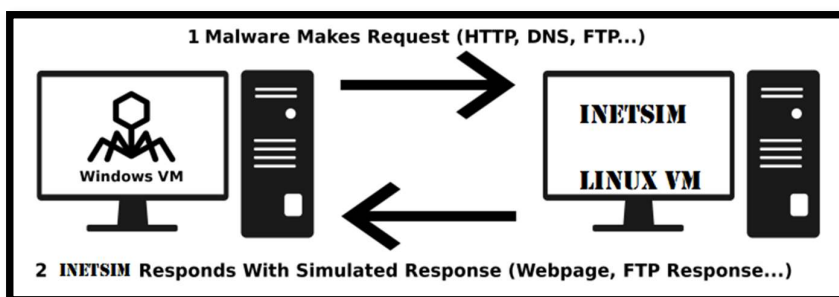 1 Malware Makes Request (HTTP, DNS, FTP...)
Windows VM
INETSIM
LINUX VM
2 INETSIM Responds With Simulated Response (Webpage, FTP Response...)